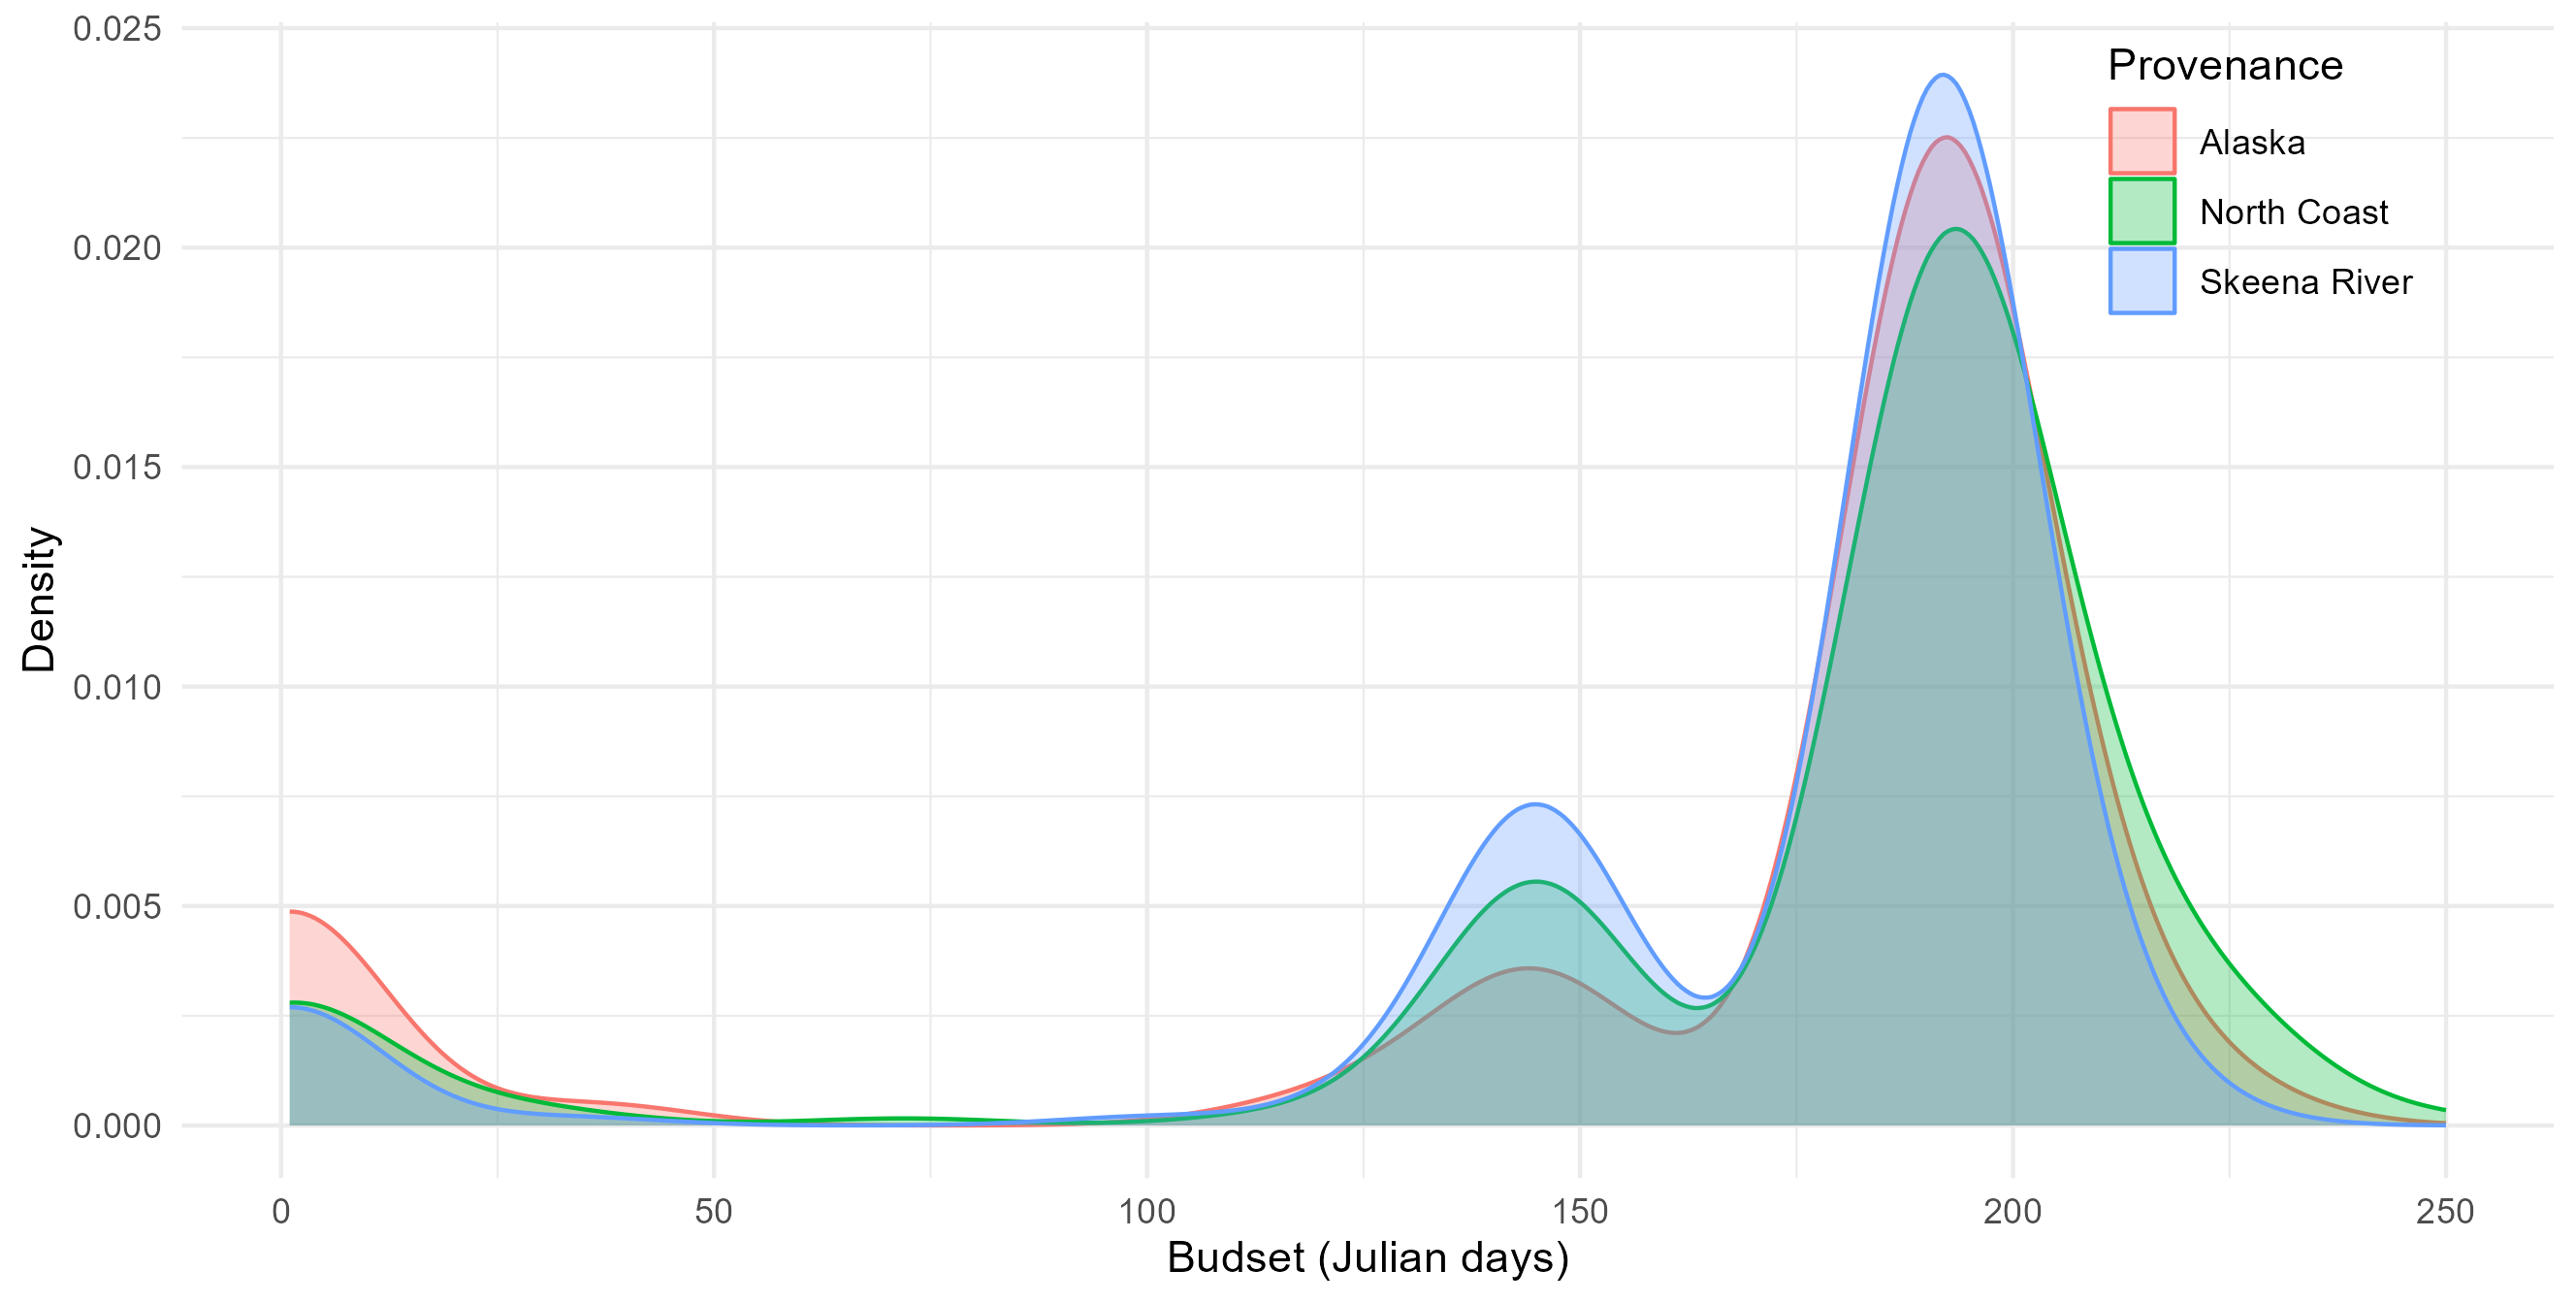 0.025
0.020
0.015
0.010
0.005
0.000
Density
0 50 100 150 200 250
Budset (Julian days)
Provenance
Alaska
North Coast
Skeena River